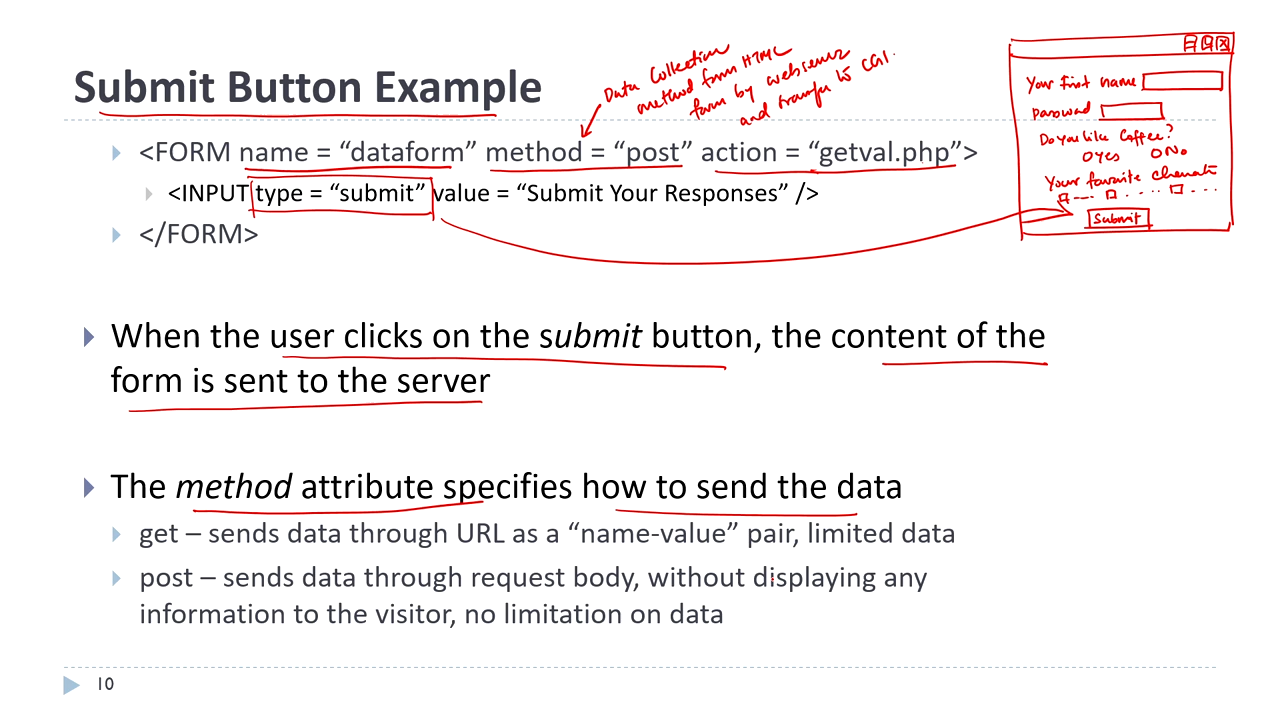 Submit Button Example
<FORM name = “dataform” method = “post” action = “getval.php”>
<INPUT type = “submit” value = “Submit Your Responses” />
</FORM>
When the user clicks on the submit button, the content of the
form is sent to the server
The method attribute specifies how to send the data
get – sends data through URL as a “name-value” pair, limited data
post – sends data through request body, without displaying any
information to the visitor, no limitation on data
10
Data Collection
method form HTML
form by webserver
and transfer to CGI.
Your first name
password
Do you like Coffee?
Yes No
Your favorite
Submit